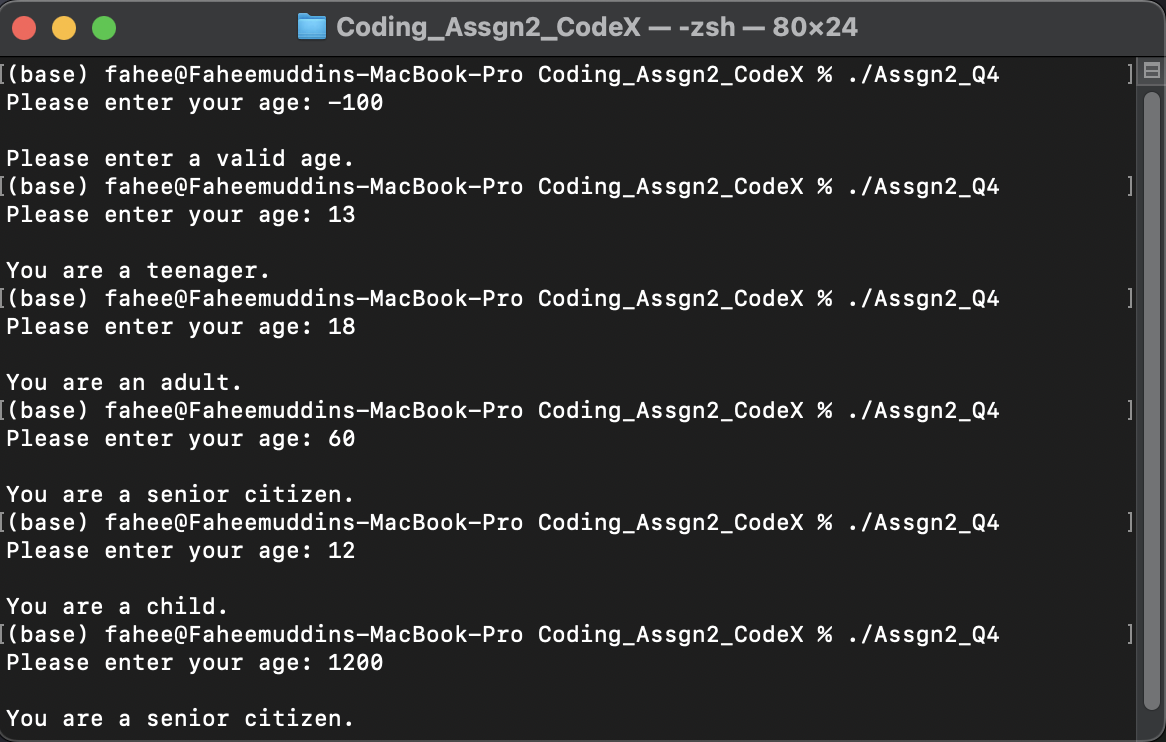 Coding_Assgn2_CodeX — -zsh — 80×24
[(base) fahee@Faheemuddins-MacBook-Pro Coding_Assgn2_CodeX % ./Assgn2_Q4 ]
Please enter your age: -100
Please enter a valid age.
[(base) fahee@Faheemuddins-MacBook-Pro Coding_Assgn2_CodeX % ./Assgn2_Q4 ]
Please enter your age: 13
You are a teenager.
[(base) fahee@Faheemuddins-MacBook-Pro Coding_Assgn2_CodeX % ./Assgn2_Q4 ]
Please enter your age: 18
You are an adult.
[(base) fahee@Faheemuddins-MacBook-Pro Coding_Assgn2_CodeX % ./Assgn2_Q4 ]
Please enter your age: 60
You are a senior citizen.
[(base) fahee@Faheemuddins-MacBook-Pro Coding_Assgn2_CodeX % ./Assgn2_Q4 ]
Please enter your age: 12
You are a child.
[(base) fahee@Faheemuddins-MacBook-Pro Coding_Assgn2_CodeX % ./Assgn2_Q4 ]
Please enter your age: 1200
You are a senior citizen.